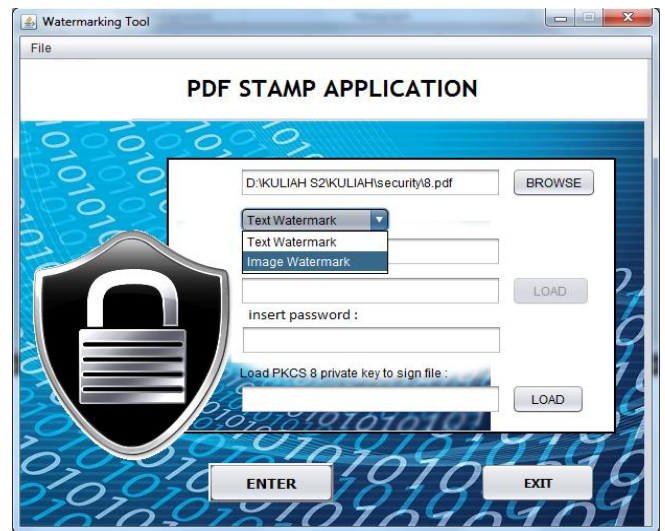 Watermarking Tool
File
PDF STAMP APPLICATION
D:\KULIAH S2\KULIAH\security\8.pdf
BROWSE
Text Watermark
Text Watermark
Image Watermark
LOAD
insert password :
Load PKCS 8 private key to sign file :
LOAD
ENTER
EXIT